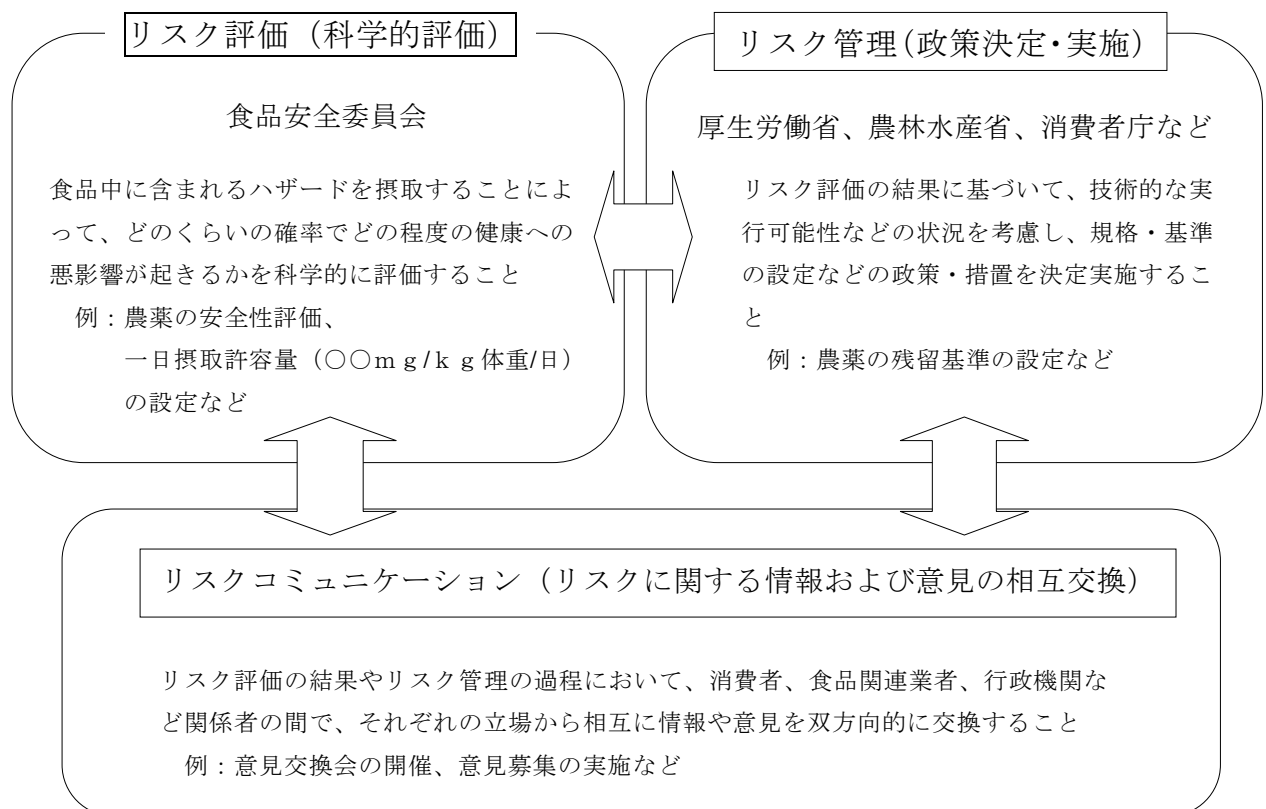 リスク評価（科学的評価）
食品安全委員会
食品中に含まれるハザードを摂取することによ
って、どのくらいの確率でどの程度の健康への
悪影響が起きるかを科学的に評価すること
例：農薬の安全性評価、
一日摂取許容量（○○ｍｇ/ｋｇ体重/日）
の設定など
リスク管理（政策決定・実施）
厚生労働省、農林水産省、消費者庁など
リスク評価の結果に基づいて、技術的な実
行可能性などの状況を考慮し、規格・基準
の設定などの政策・措置を決定実施するこ
と
例：農薬の残留基準の設定など
リスクコミュニケーション（リスクに関する情報および意見の相互交換）
リスク評価の結果やリスク管理の過程において、消費者、食品関連業者、行政機関な
ど関係者の間で、それぞれの立場から相互に情報や意見を双方向的に交換すること
例：意見交換会の開催、意見募集の実施など